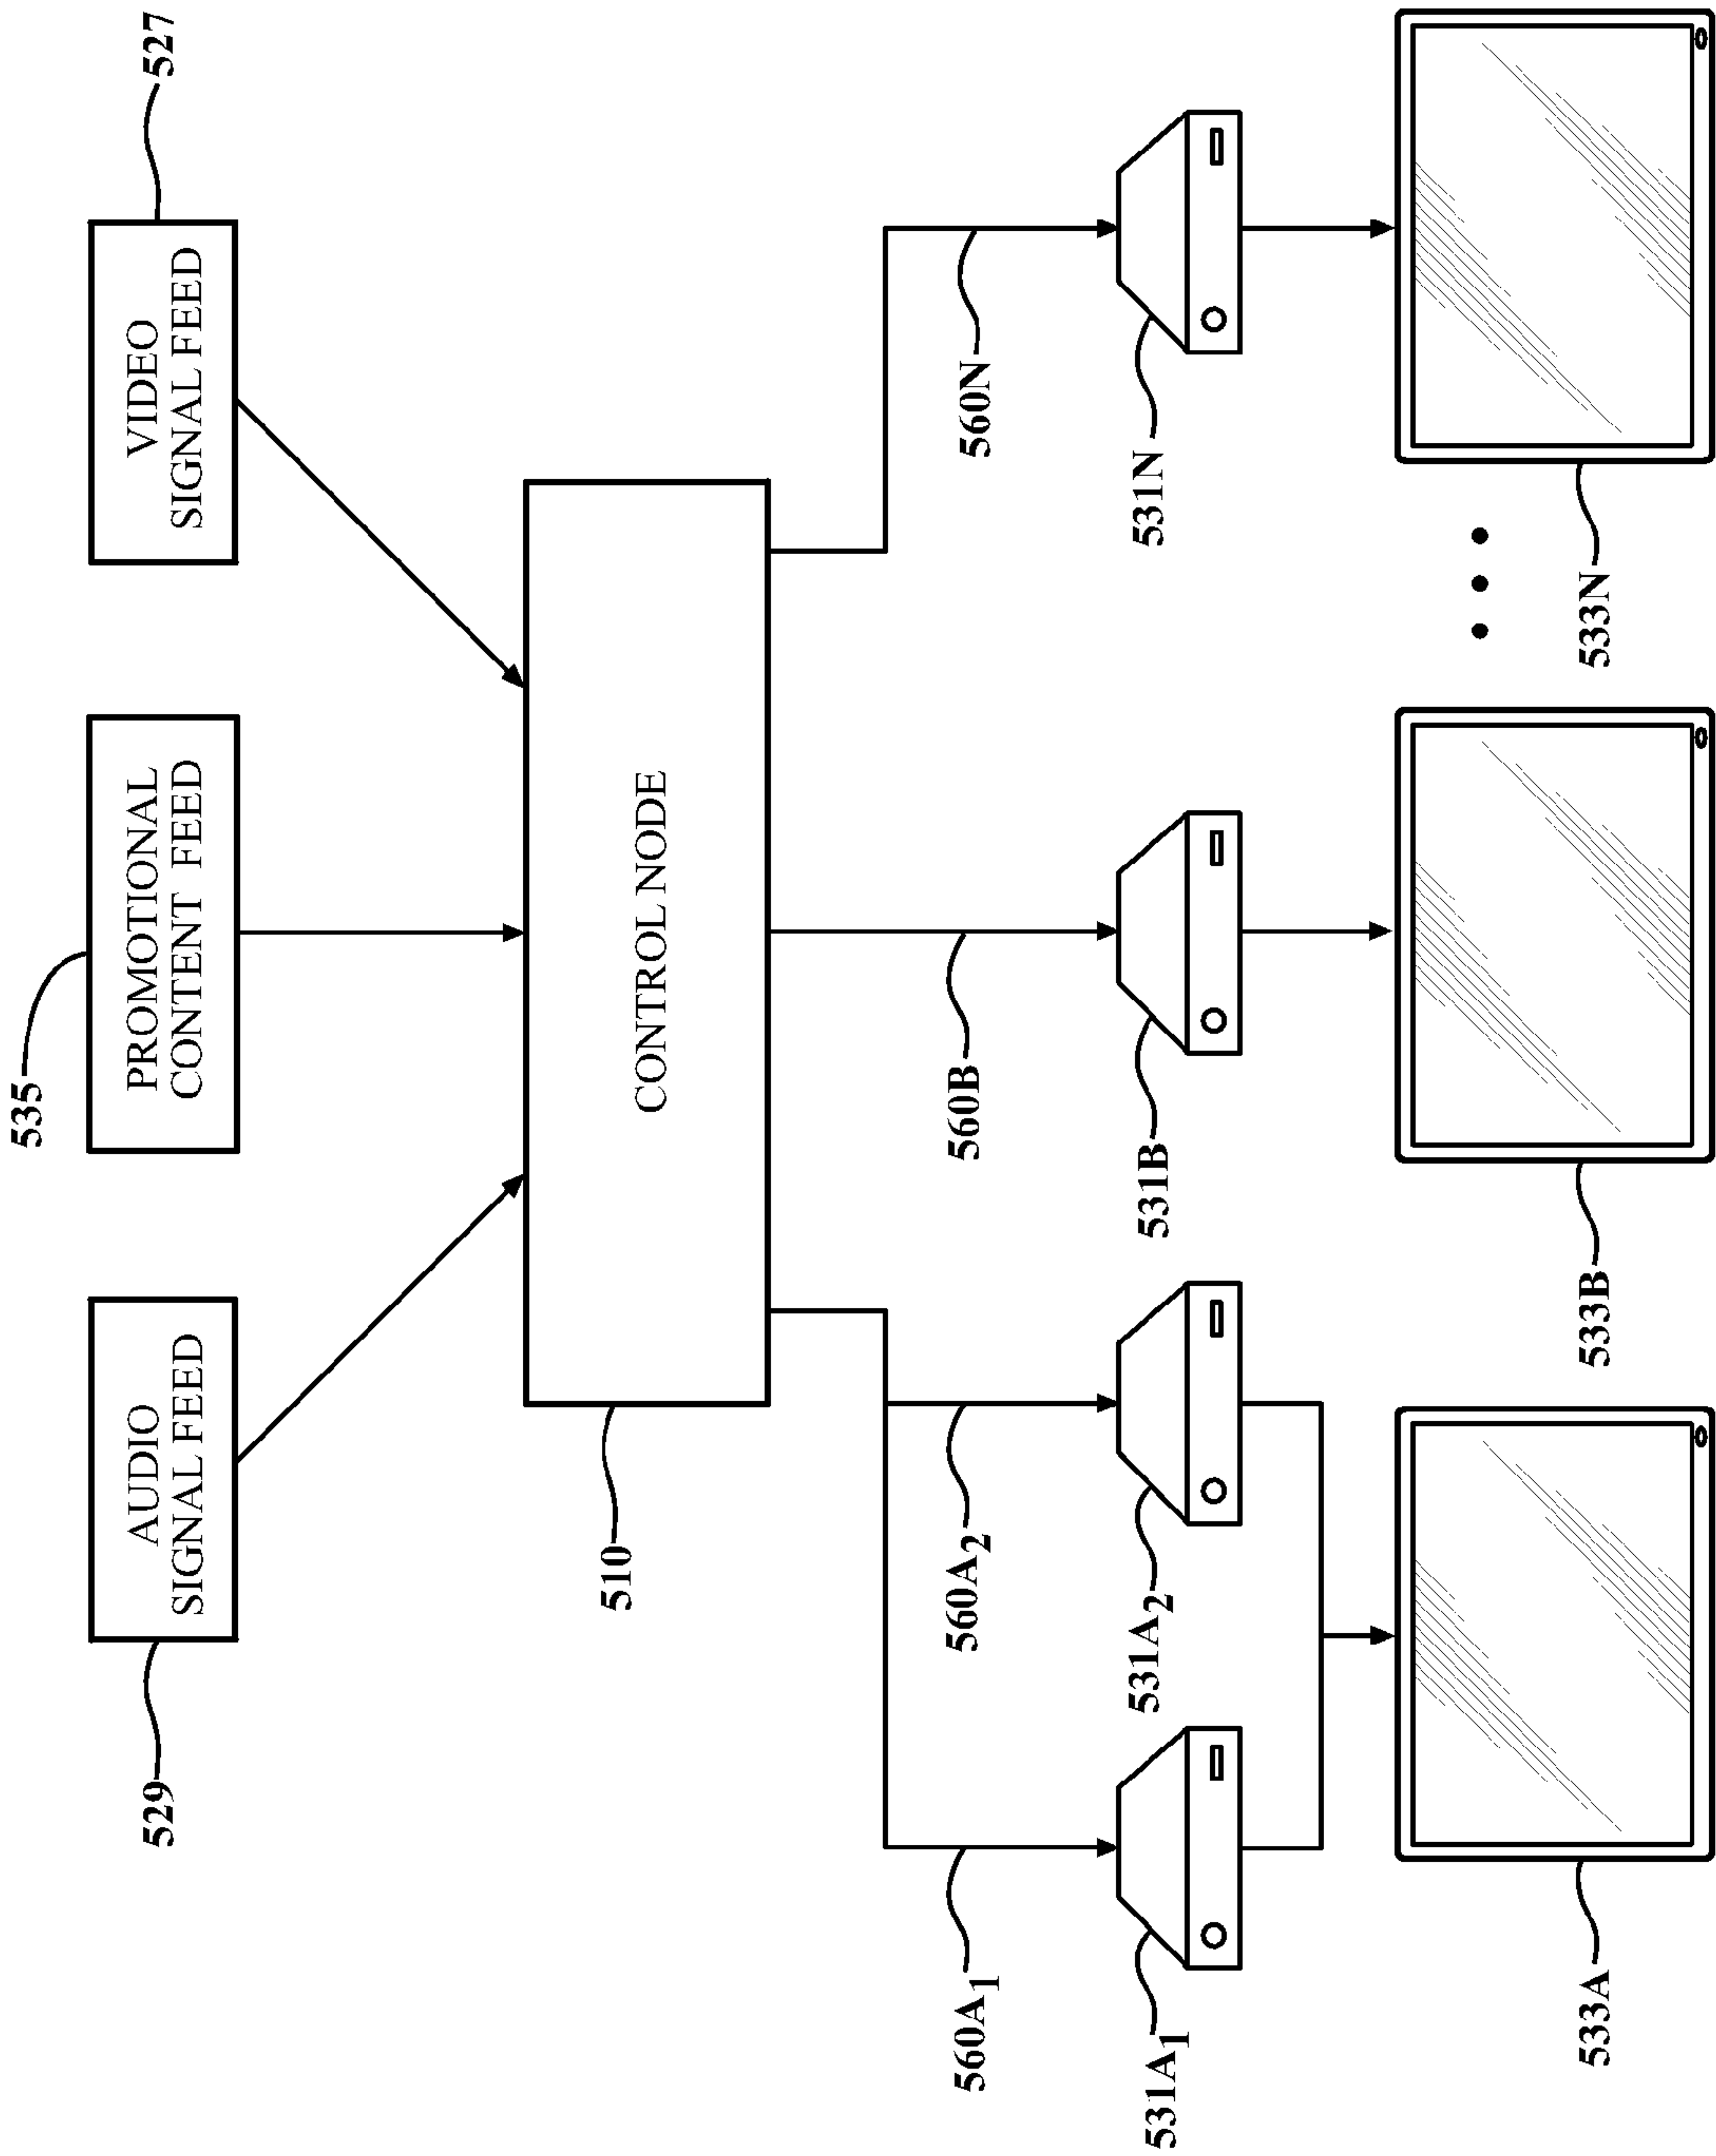 535
529
AUDIO
SIGNAL FEED
PROMOTIONAL
CONTENT FEED
VIDEO
SIGNAL FEED
527
510
CONTROL NODE
560A1
560A2
560B
560N
531A1
531A2
531B
531N
533A
533B
533N